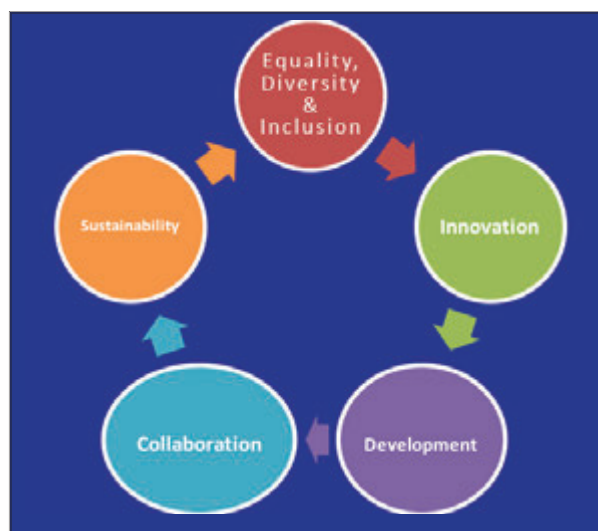 Equality,
Diversity
&
Inclusion
Innovation
Development
Collaboration
Sustainability